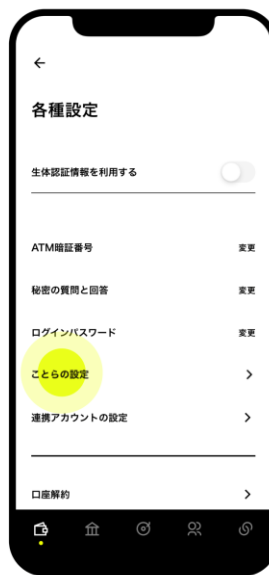 各種設定
生体認証情報を利用する
ATM暗証番号 変更
秘密の質問と回答 変更
ログインパスワード 変更
ことらの設定
連携アカウントの設定
口座解約